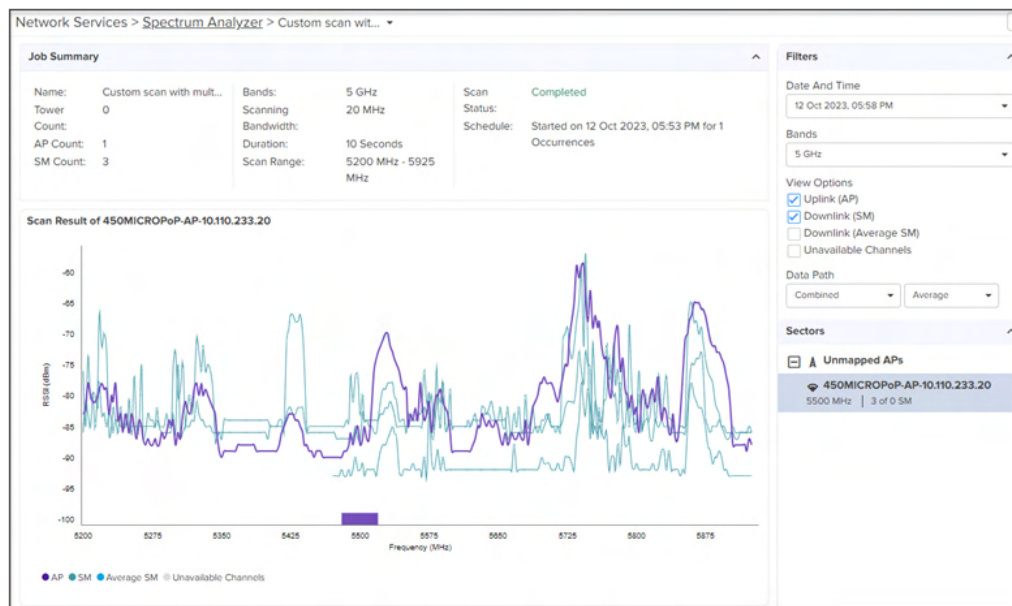 Network Services > Spectrum Analyzer > Custom scan wit...
Job Summary
Name: Custom scan with mult...
Tower Count: 0
AP Count: 1
SM Count: 3
Bands: 5 GHz
Scanning Bandwidth: 20 MHz
Duration: 10 Seconds
Scan Range: 5200 MHz - 5925 MHz
Scan Status: Completed
Schedule: Started on 12 Oct 2023, 05:53 PM for 1 Occurrences
Scan Result of 450MICROPoP-AP-10.110.233.20
RSSI (dBm)
-60
-65
-70
-75
-80
-85
-90
-95
-100
5200 5275 5350 5425 5500 5575 5650 5725 5800 5875
Frequency (MHz)
AP SM Average SM Unavailable Channels
Filters
Date And Time
12 Oct 2023, 05:58 PM
Bands
5 GHz
View Options
Uplink (AP)
Downlink (SM)
Downlink (Average SM)
Unavailable Channels
Data Path
Combined Average
Sectors
Unmapped APs
450MICROPoP-AP-10.110.233.20
5500 MHz | 3 of 0 SM